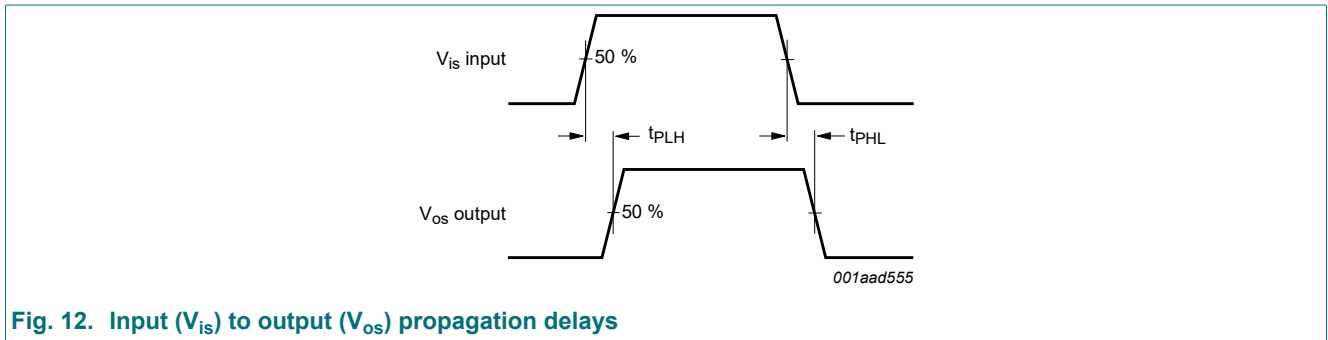 V_is input
50 %
t_PLH
t_PHL
V_os output
50 %
001aad555
Fig. 12. Input (V_is) to output (V_os) propagation delays